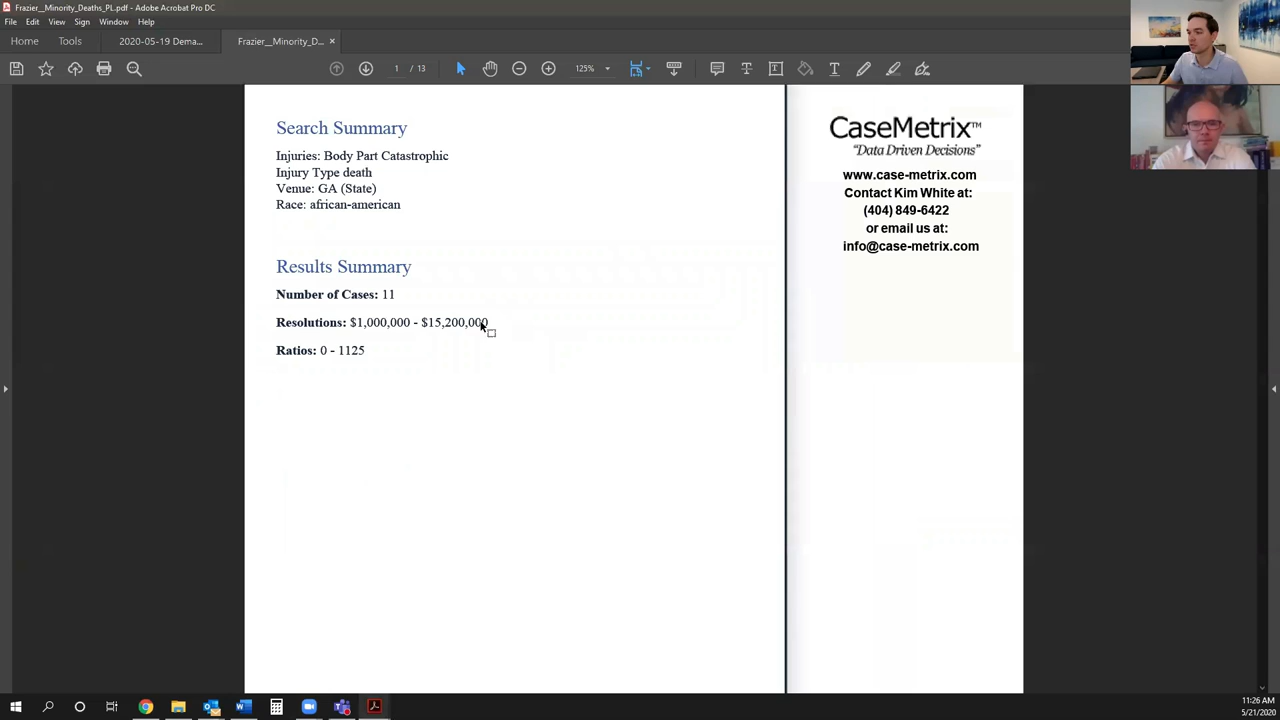 Frazier__Minority_Deaths_PL.pdf - Adobe Acrobat Pro DC
File Edit View Sign Window Help
Home Tools 2020-05-19 Dema... Frazier__Minority_D... ×
1 / 13 125%
Search Summary
Injuries: Body Part Catastrophic
Injury Type death
Venue: GA (State)
Race: african-american
Results Summary
Number of Cases: 11
Resolutions: $1,000,000 - $15,200,000
Ratios: 0 - 1125
CaseMetrix™
“Data Driven Decisions”
www.case-metrix.com
Contact Kim White at:
(404) 849-6422
or email us at:
info@case-metrix.com
11:26 AM
5/21/2020